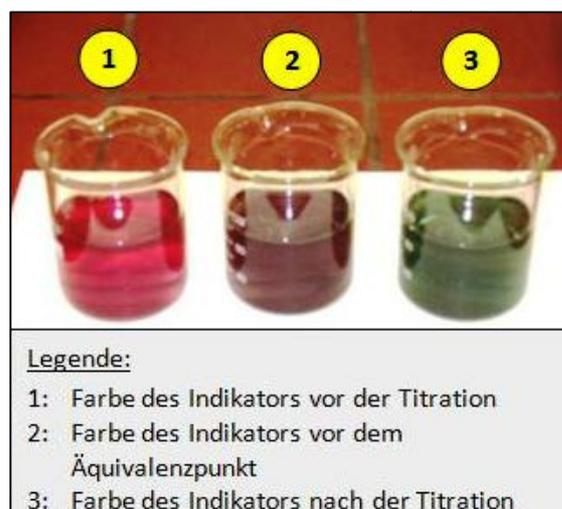 1 2 3
Legende:
1: Farbe des Indikators vor der Titration
2: Farbe des Indikators vor dem
Äquivalenzpunkt
3: Farbe des Indikators nach der Titration